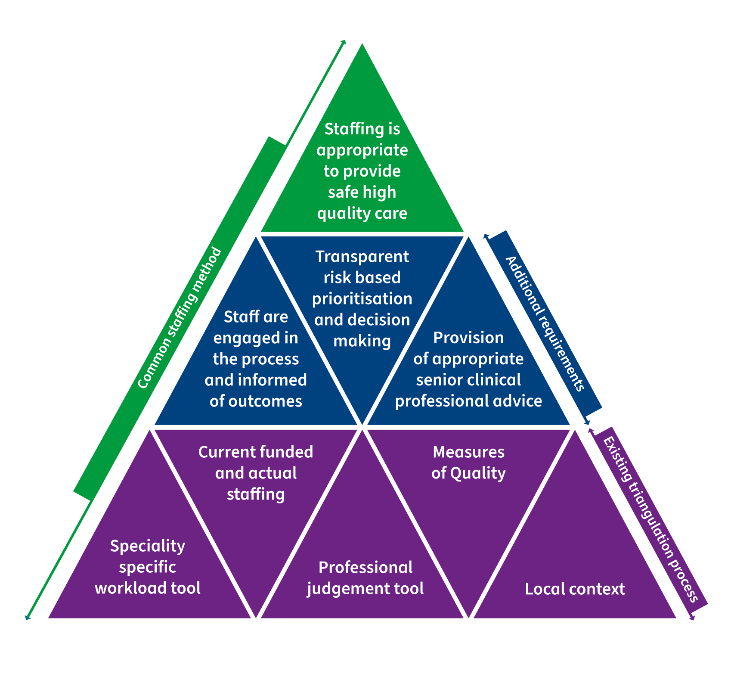 Staffing is
appropriate
to provide
safe high
quality care
Common staffing method
Transparent
risk based
prioritisation
and decision
making
Staff are
engaged in
the process
and informed
of outcomes
Provision
of appropriate
senior clinical
professional advice
Additional requirements
Current funded
and actual
staffing
Measures
of Quality
Speciality
specific
workload tool
Professional
judgement tool
Local context
Existing triangulation process